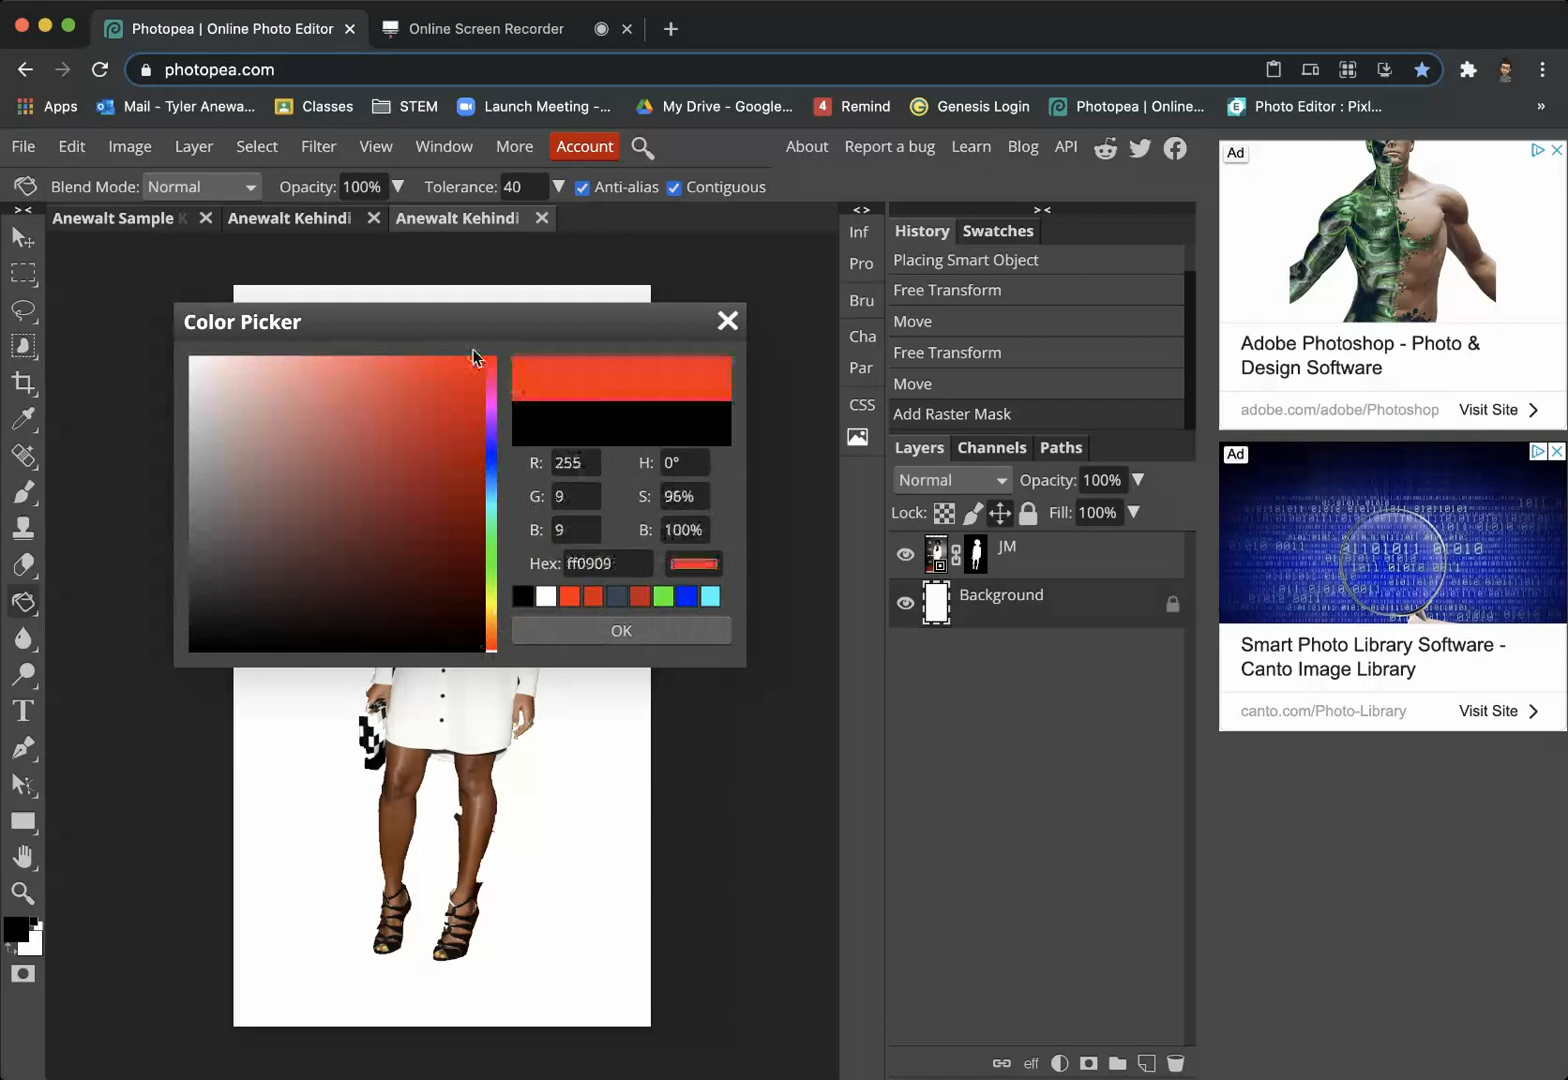 Photopea | Online Photo Editor
Online Screen Recorder
photopea.com
Apps Mail - Tyler Anewa... Classes STEM Launch Meeting -... My Drive - Google... 4 Remind Genesis Login Photopea | Online... Photo Editor : Pixl... »
File Edit Image Layer Select Filter View Window More Account About Report a bug Learn Blog API
Blend Mode: Normal Opacity: 100% Tolerance: 40 Anti-alias Contiguous
> < < > > <
Anewalt Sample K Anewalt Kehindi Anewalt Kehindi
Inf
Pro
Bru
Cha
Par
CSS
History Swatches
Placing Smart Object
Free Transform
Move
Free Transform
Move
Add Raster Mask
Layers Channels Paths
Normal Opacity: 100%
Lock: Fill: 100%
JM
Background
eff
Color Picker
R: 255 H: 0°
G: 9 S: 96%
B: 9 B: 100%
Hex: ff0909
OK
T
Ad
Adobe Photoshop - Photo &
Design Software
adobe.com/adobe/Photoshop Visit Site
Ad
Smart Photo Library Software -
Canto Image Library
canto.com/Photo-Library Visit Site